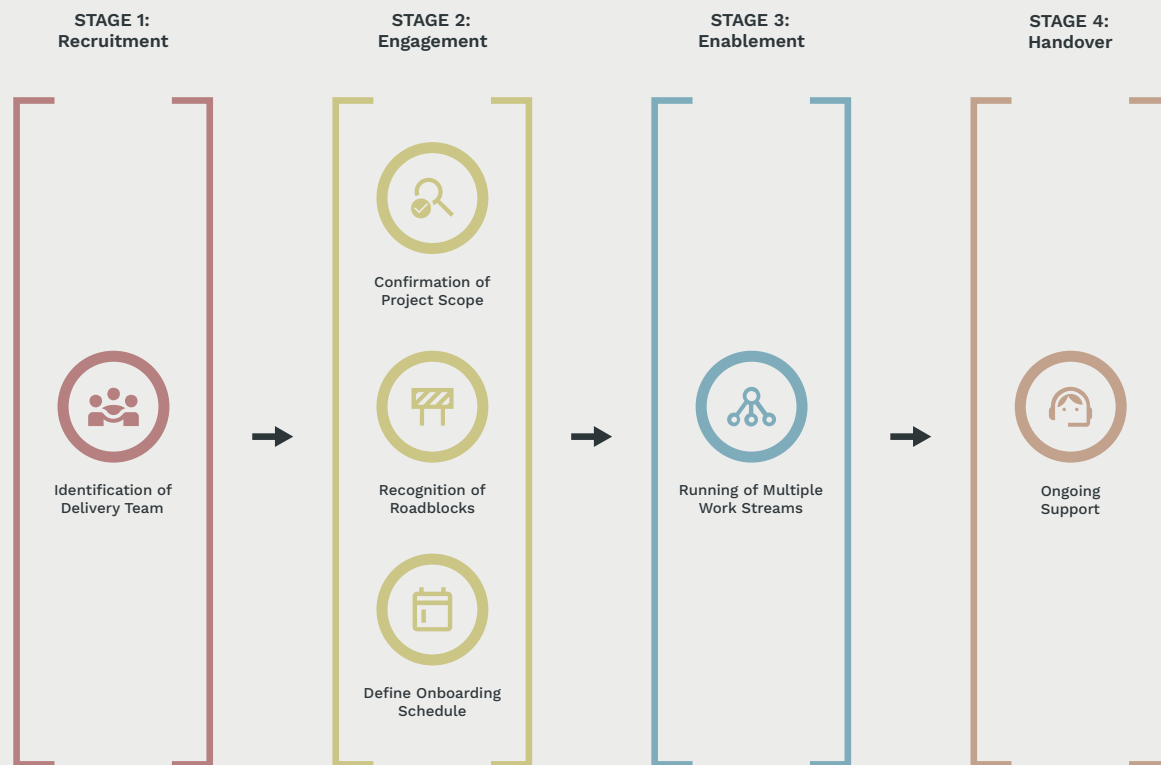 STAGE 1:
Recruitment
STAGE 2:
Engagement
STAGE 3:
Enablement
STAGE 4:
Handover
Identification of
Delivery Team
Confirmation of
Project Scope
Recognition of
Roadblocks
Define Onboarding
Schedule
Running of Multiple
Work Streams
Ongoing
Support